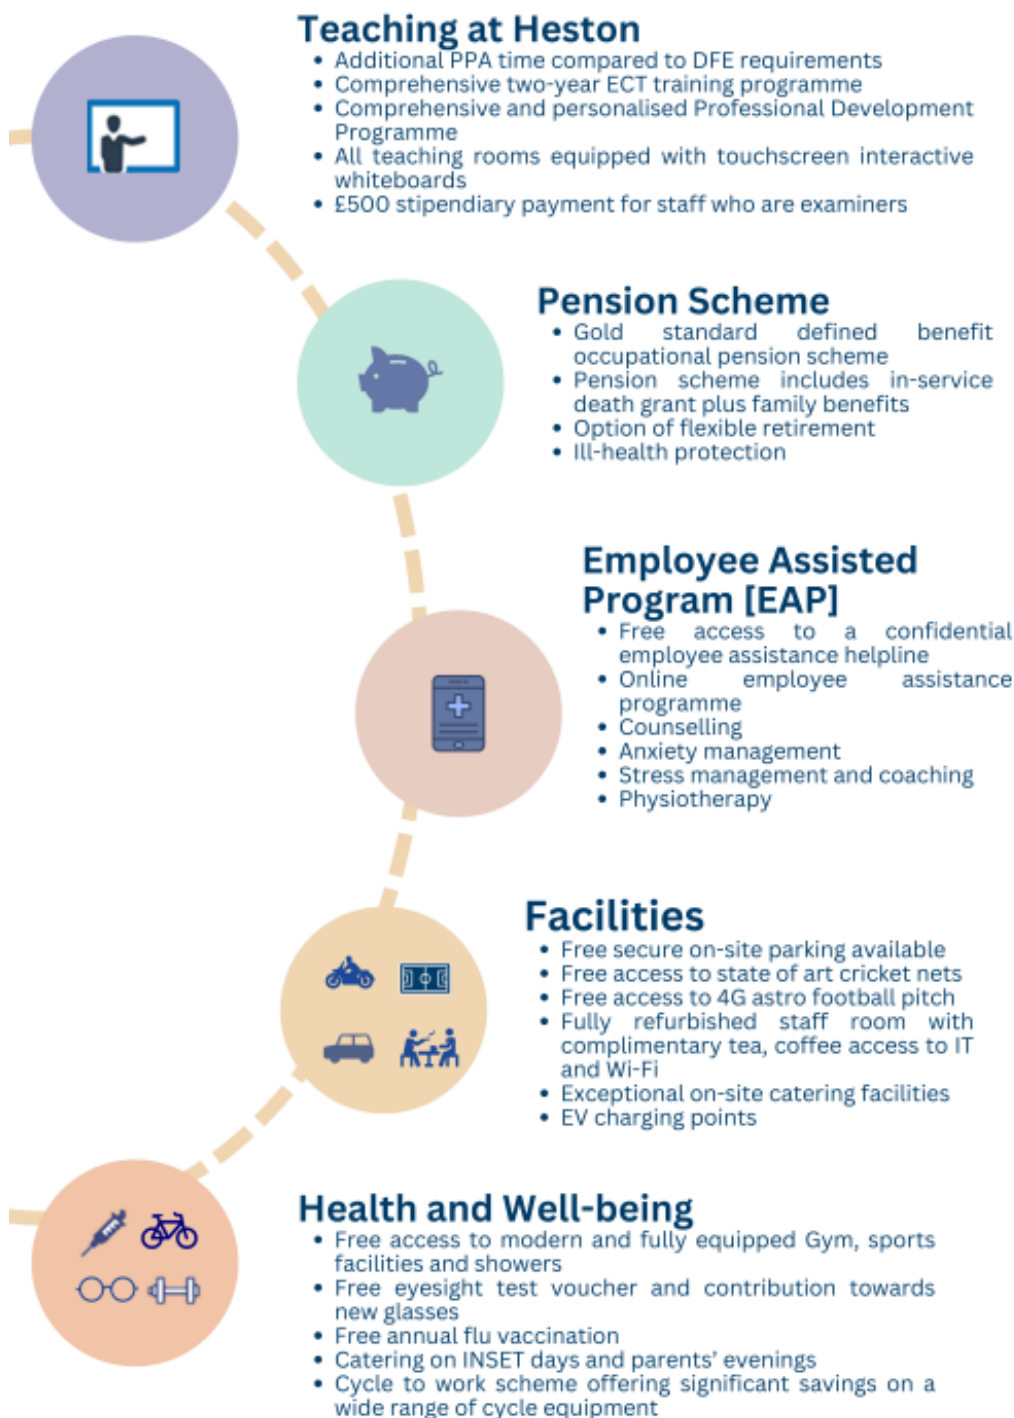 Teaching at Heston
• Additional PPA time compared to DFE requirements
• Comprehensive two-year ECT training programme
• Comprehensive and personalised Professional Development
Programme
• All teaching rooms equipped with touchscreen interactive
whiteboards
• £500 stipendiary payment for staff who are examiners
Pension Scheme
• Gold standard defined benefit
occupational pension scheme
• Pension scheme includes in-service
death grant plus family benefits
• Option of flexible retirement
• Ill-health protection
Employee Assisted
Program [EAP]
• Free access to a confidential
employee assistance helpline
• Online employee assistance
programme
• Counselling
• Anxiety management
• Stress management and coaching
• Physiotherapy
Facilities
• Free secure on-site parking available
• Free access to state of art cricket nets
• Free access to 4G astro football pitch
• Fully refurbished staff room with
complimentary tea, coffee access to IT
and Wi-Fi
• Exceptional on-site catering facilities
• EV charging points
Health and Well-being
• Free access to modern and fully equipped Gym, sports
facilities and showers
• Free eyesight test voucher and contribution towards
new glasses
• Free annual flu vaccination
• Catering on INSET days and parents' evenings
• Cycle to work scheme offering significant savings on a
wide range of cycle equipment